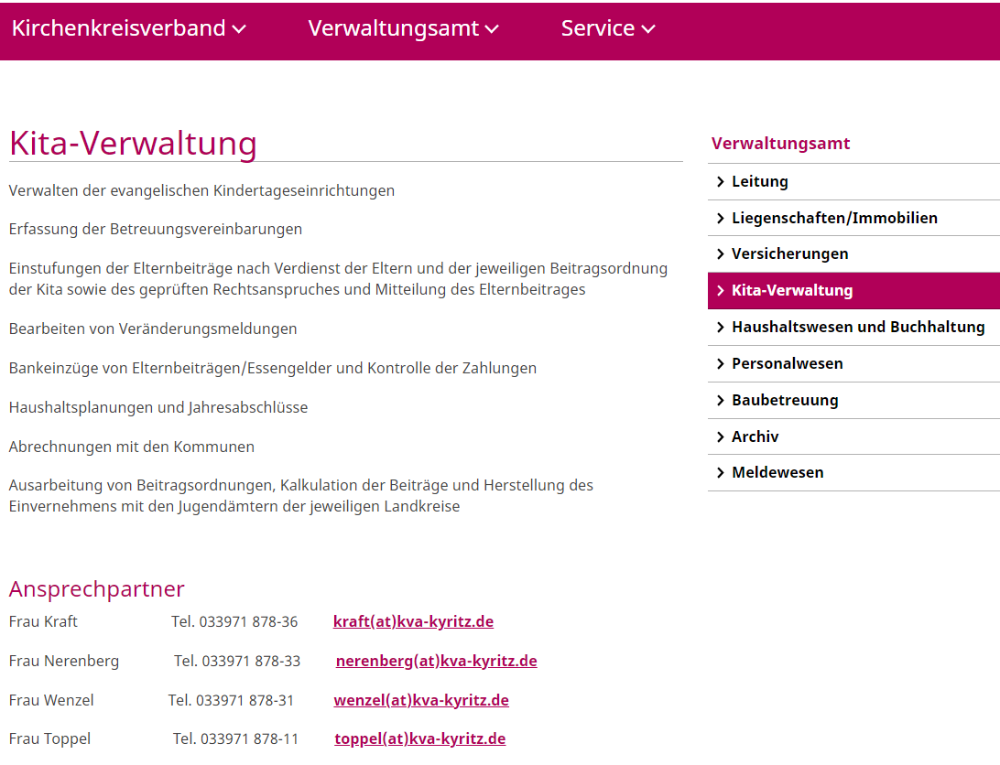 Kirchenkreisverband Verwaltungsamt Service
Kita-Verwaltung
Verwalten der evangelischen Kindertageseinrichtungen
Erfassung der Betreuungsvereinbarungen
Einstufungen der Elternbeiträge nach Verdienst der Eltern und der jeweiligen Beitragsordnung
der Kita sowie des geprüften Rechtsanspruches und Mitteilung des Elternbeitrages
Bearbeiten von Veränderungsmeldungen
Bankeinzüge von Elternbeiträgen/Essengelder und Kontrolle der Zahlungen
Haushaltsplanungen und Jahresabschlüsse
Abrechnungen mit den Kommunen
Ausarbeitung von Beitragsordnungen, Kalkulation der Beiträge und Herstellung des
Einvernehmens mit den Jugendämtern der jeweiligen Landkreise
Ansprechpartner
Frau Kraft Tel. 033971 878-36 kraft(at)kva-kyritz.de
Frau Nerenberg Tel. 033971 878-33 nerenberg(at)kva-kyritz.de
Frau Wenzel Tel. 033971 878-31 wenzel(at)kva-kyritz.de
Frau Toppel Tel. 033971 878-11 toppel(at)kva-kyritz.de
Verwaltungsamt
Leitung
Liegenschaften/Immobilien
Versicherungen
Kita-Verwaltung
Haushaltswesen und Buchhaltung
Personalwesen
Baubetreuung
Archiv
Meldewesen